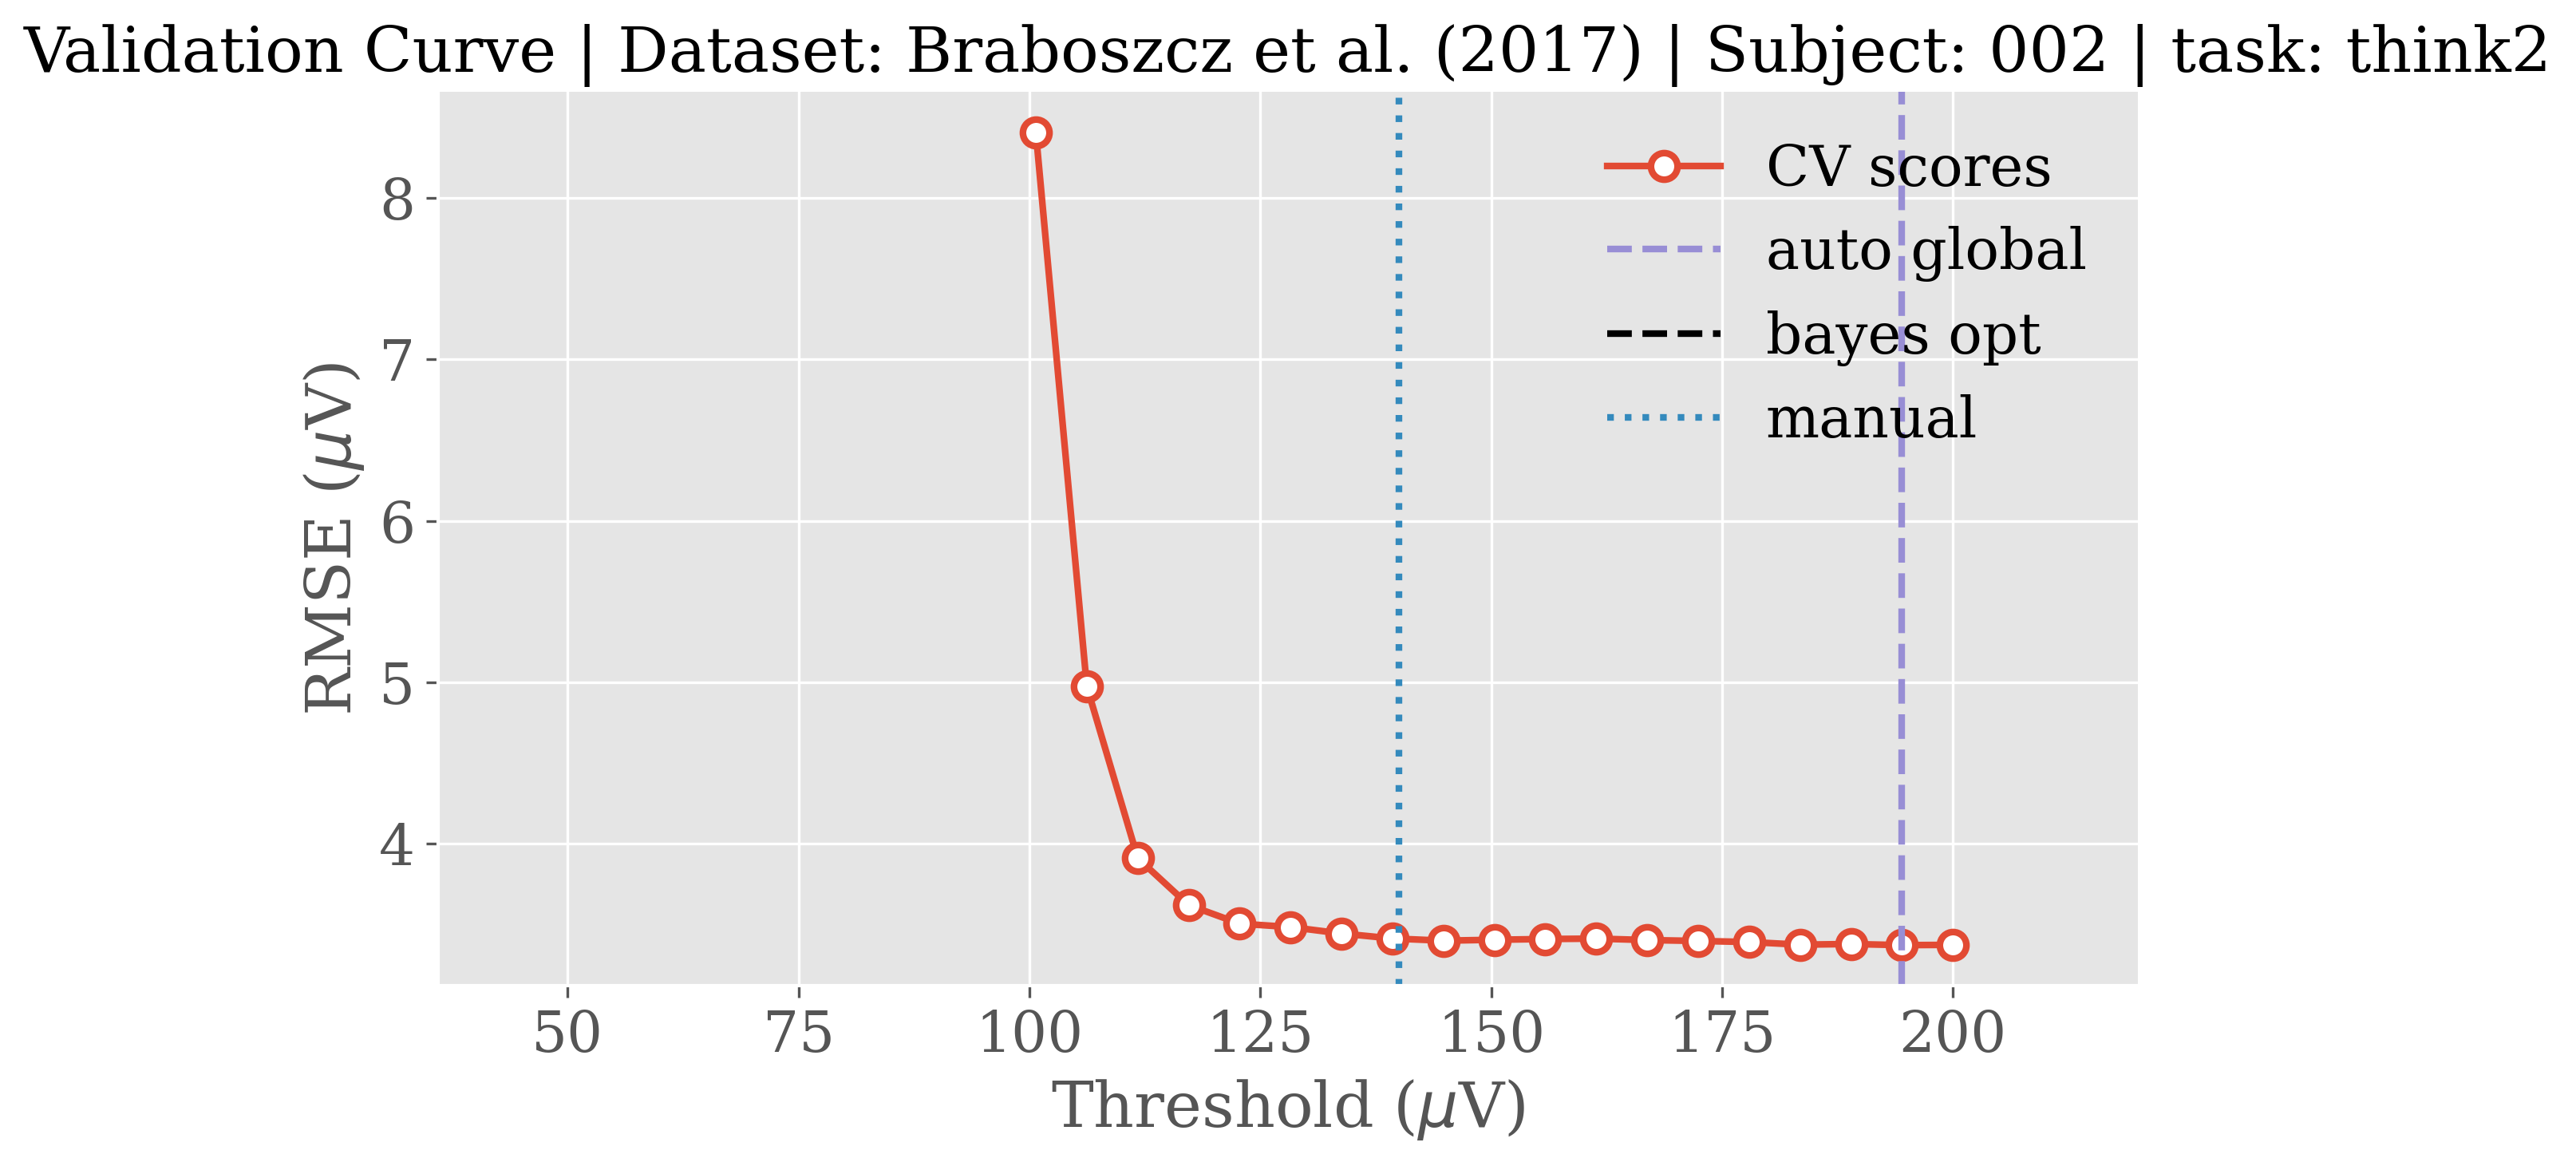 Validation Curve | Dataset: Braboszcz et al. (2017) | Subject: 002 | task: think2
CV scores
auto global
bayes opt
manual
RMSE (μV)
8
7
6
5
4
50 75 100 125 150 175 200
Threshold (μV)